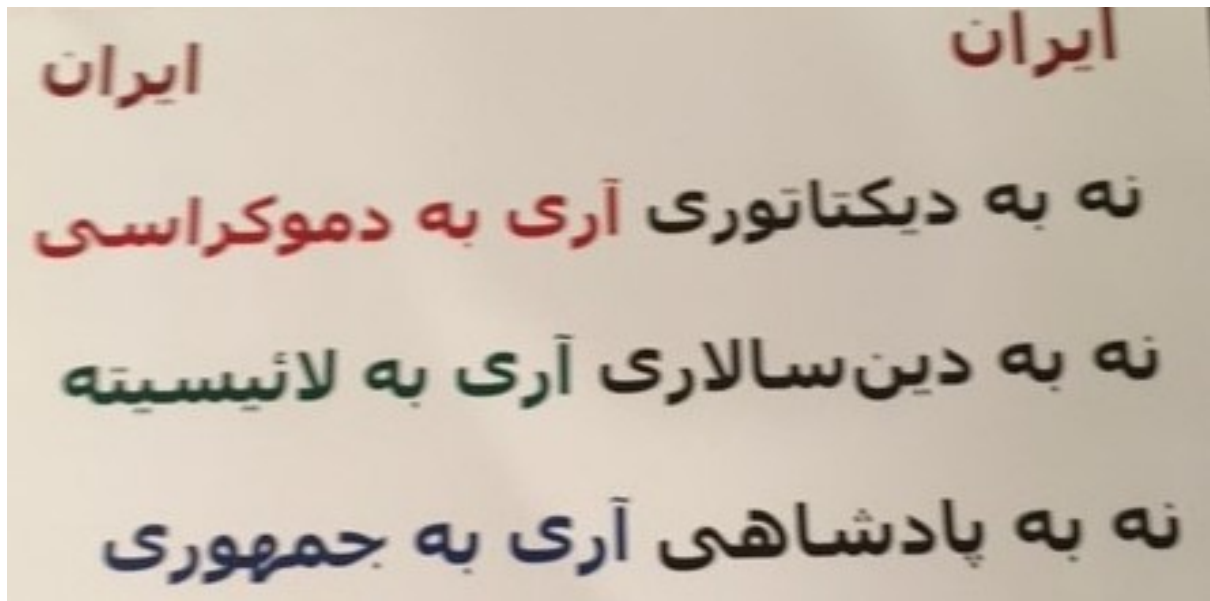 ایران ایران
نه به دیکتاتوری آری به دموکراسی
نه به دین‌سالاری آری به لائیسیته
نه به پادشاهی آری به جمهوری